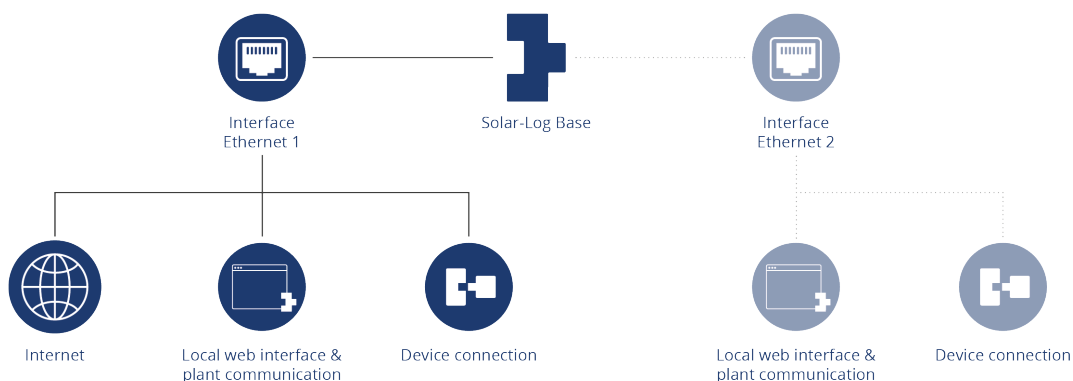 Interface
Ethernet 1
Solar-Log Base
Interface
Ethernet 2
Internet
Local web interface &
plant communication
Device connection
Local web interface &
plant communication
Device connection